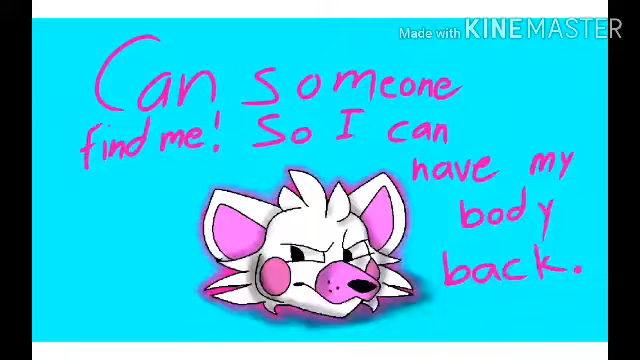 Made with KINEMASTER
Can someone
find me! So I can
have my
body
back.